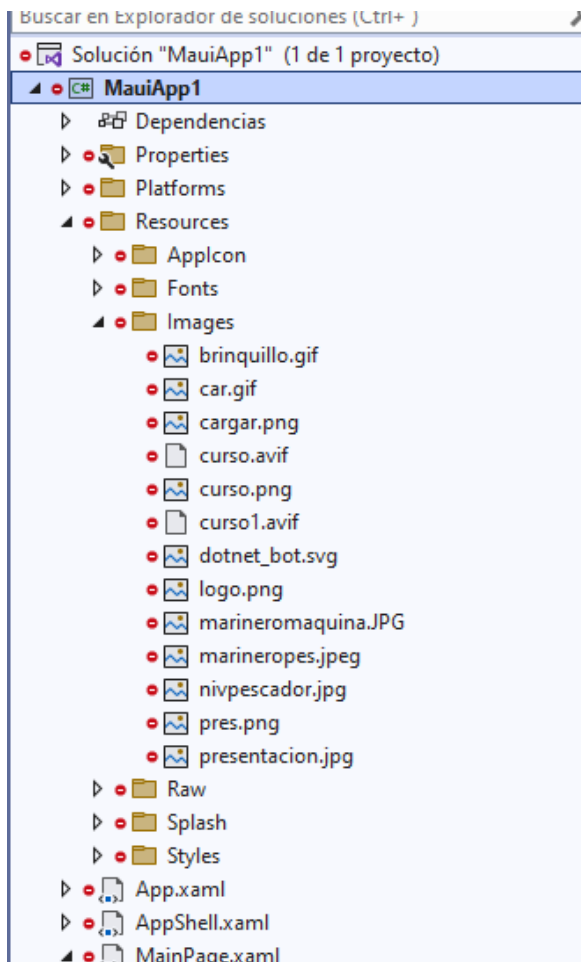 Buscar en Explorador de soluciones (Ctrl+ )
Solución "MauiApp1" (1 de 1 proyecto)
C# MauiApp1
Dependencias
Properties
Platforms
Resources
AppIcon
Fonts
Images
brinquillo.gif
car.gif
cargar.png
curso.avif
curso.png
curso1.avif
dotnet_bot.svg
logo.png
marineromaquina.JPG
marineropes.jpeg
nivpescador.jpg
pres.png
presentacion.jpg
Raw
Splash
Styles
App.xaml
AppShell.xaml
MainPage.xaml